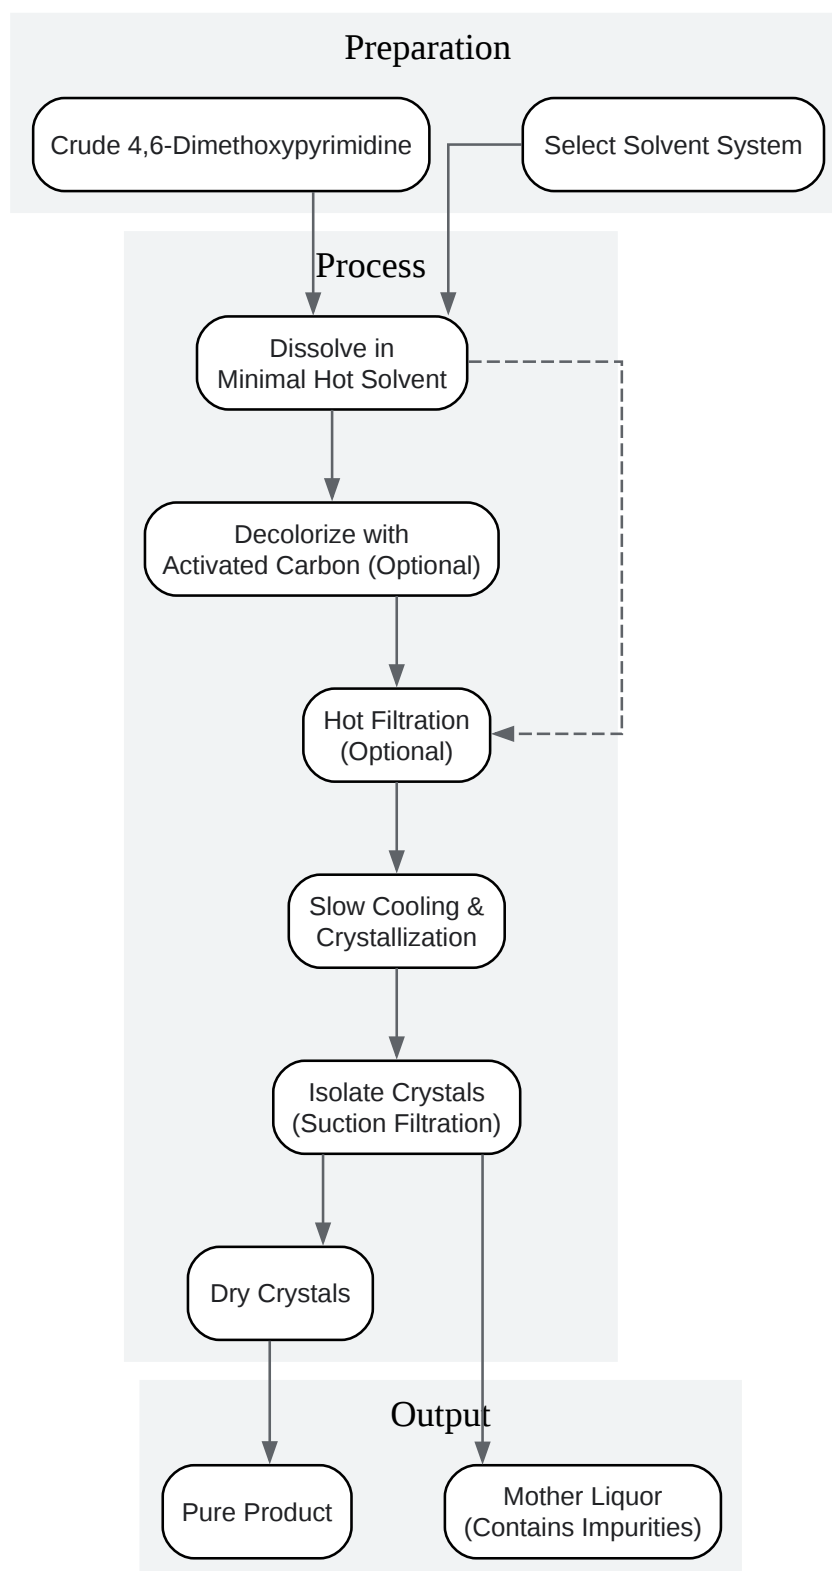 Preparation
Crude 4,6-Dimethoxypyrimidine
Select Solvent System
Process
Dissolve in
Minimal Hot Solvent
Decolorize with
Activated Carbon (Optional)
Hot Filtration
(Optional)
Slow Cooling &
Crystallization
Isolate Crystals
(Suction Filtration)
Dry Crystals
Output
Pure Product
Mother Liquor
(Contains Impurities)